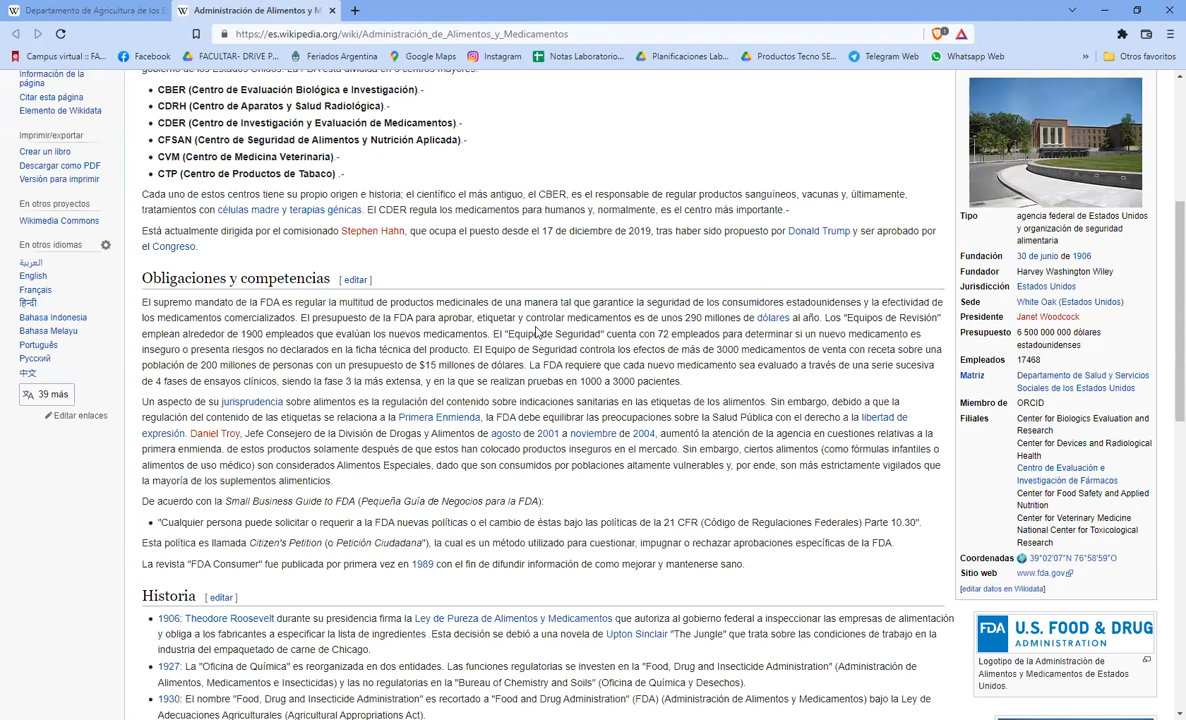 Departamento de Agricultura de los E
Administración de Alimentos y M
https://es.wikipedia.org/wiki/Administración_de_Alimentos_y_Medicamentos
1
Campus virtual :: FA...
Facebook
FACULTAR- DRIVE P...
Feriados Argentina
Google Maps
Instagram
Notas Laboratorio...
Planificaciones Lab...
Productos Tecno SE...
Telegram Web
Whatsapp Web
»
Otros favoritos
Información de la
página
Citar esta página
Elemento de Wikidata
Imprimir/exportar
Crear un libro
Descargar como PDF
Versión para imprimir
En otros proyectos
Wikimedia Commons
En otros idiomas
العربية
English
Français
हिन्दी
Bahasa Indonesia
Bahasa Melayu
Português
Русский
中文
39 más
Editar enlaces
gobierno de los Estados Unidos. La FDA está dividida en 6 centros mayores:
CBER (Centro de Evaluación Biológica e Investigación).-
CDRH (Centro de Aparatos y Salud Radiológica).-
CDER (Centro de Investigación y Evaluación de Medicamentos).-
CFSAN (Centro de Seguridad de Alimentos y Nutrición Aplicada).-
CVM (Centro de Medicina Veterinaria).-
CTP (Centro de Productos de Tabaco) .-
Cada uno de estos centros tiene su propio origen e historia; el científico el más antiguo, el CBER, es el responsable de regular productos sanguíneos, vacunas y, últimamente,
tratamientos con células madre y terapias génicas. El CDER regula los medicamentos para humanos y, normalmente, es el centro más importante.-
Está actualmente dirigida por el comisionado Stephen Hahn, que ocupa el puesto desde el 17 de diciembre de 2019, tras haber sido propuesto por Donald Trump y ser aprobado por
el Congreso.
Obligaciones y competencias [ editar ]
El supremo mandato de la FDA es regular la multitud de productos medicinales de una manera tal que garantice la seguridad de los consumidores estadounidenses y la efectividad de
los medicamentos comercializados. El presupuesto de la FDA para aprobar, etiquetar y controlar medicamentos es de unos 290 millones de dólares al año. Los "Equipos de Revisión"
emplean alrededor de 1900 empleados que evalúan los nuevos medicamentos. El "Equipo de Seguridad" cuenta con 72 empleados para determinar si un nuevo medicamento es
inseguro o presenta riesgos no declarados en la ficha técnica del producto. El Equipo de Seguridad controla los efectos de más de 3000 medicamentos de venta con receta sobre una
población de 200 millones de personas con un presupuesto de $15 millones de dólares. La FDA requiere que cada nuevo medicamento sea evaluado a través de una serie sucesiva
de 4 fases de ensayos clínicos, siendo la fase 3 la más extensa, y en la que se realizan pruebas en 1000 a 3000 pacientes.
Un aspecto de su jurisprudencia sobre alimentos es la regulación del contenido sobre indicaciones sanitarias en las etiquetas de los alimentos. Sin embargo, debido a que la
regulación del contenido de las etiquetas se relaciona a la Primera Enmienda, la FDA debe equilibrar las preocupaciones sobre la Salud Pública con el derecho a la libertad de
expresión. Daniel Troy, Jefe Consejero de la División de Drogas y Alimentos de agosto de 2001 a noviembre de 2004, aumentó la atención de la agencia en cuestiones relativas a la
primera enmienda. de estos productos solamente después de que estos han colocado productos inseguros en el mercado. Sin embargo, ciertos alimentos (como fórmulas infantiles o
alimentos de uso médico) son considerados Alimentos Especiales, dado que son consumidos por poblaciones altamente vulnerables y, por ende, son más estrictamente vigilados que
la mayoría de los suplementos alimenticios.
De acuerdo con la Small Business Guide to FDA (Pequeña Guía de Negocios para la FDA):
"Cualquier persona puede solicitar o requerir a la FDA nuevas políticas o el cambio de éstas bajo las políticas de la 21 CFR (Código de Regulaciones Federales) Parte 10.30".
Esta política es llamada Citizen's Petition (o Petición Ciudadana"), la cual es un método utilizado para cuestionar, impugnar o rechazar aprobaciones específicas de la FDA.
La revista "FDA Consumer" fue publicada por primera vez en 1989 con el fin de difundir información de como mejorar y mantenerse sano.
Historia [ editar ]
1906: Theodore Roosevelt durante su presidencia firma la Ley de Pureza de Alimentos y Medicamentos que autoriza al gobierno federal a inspeccionar las empresas de alimentación
y obliga a los fabricantes a especificar la lista de ingredientes .Esta decisión se debió a una novela de Upton Sinclair "The Jungle" que trata sobre las condiciones de trabajo en la
industria del empaquetado de carne de Chicago.
1927: La "Oficina de Química" es reorganizada en dos entidades. Las funciones regulatorias se invisten en la "Food, Drug and Insecticide Administration" (Administración de
Alimentos, Medicamentos e Insecticidas) y las no regulatorias en la "Bureau of Chemistry and Soils" (Oficina de Química y Desechos).
1930: El nombre "Food, Drug and Insecticide Administration" es recortado a "Food and Drug Administration" (FDA) (Administración de Alimentos y Medicamentos) bajo la Ley de
Adecuaciones Agriculturales (Agricultural Appropriations Act).
Tipo agencia federal de Estados Unidos
y organización de seguridad
alimentaria
Fundación 30 de junio de 1906
Fundador Harvey Washington Wiley
Jurisdicción Estados Unidos
Sede White Oak (Estados Unidos)
Presidente Janet Woodcock
Presupuesto 6 500 000 000 dólares
estadounidenses
Empleados 17468
Matriz Departamento de Salud y Servicios
Sociales de los Estados Unidos
Miembro de ORCID
Filiales Center for Biologics Evaluation and
Research
Center for Devices and Radiological
Health
Centro de Evaluación e
Investigación de Fármacos
Center for Food Safety and Applied
Nutrition
Center for Veterinary Medicine
National Center for Toxicological
Research
Coordenadas 39°02′07″N 76°58′59″O
Sitio web www.fda.gov
[editar datos en Wikidata]
FDA U.S. FOOD & DRUG
ADMINISTRATION
Logotipo de la Administración de
Alimentos y Medicamentos de Estados
Unidos.